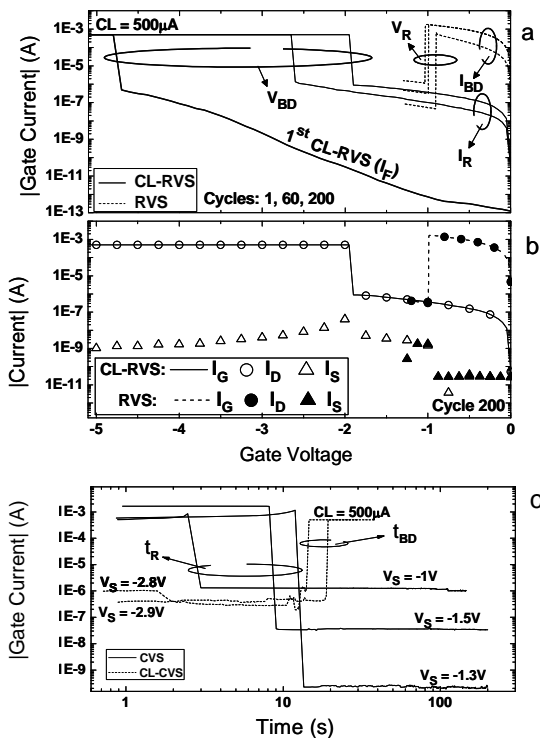 CL = 500μA
a
V_R
I_BD
V_BD
I_R
1st CL-RVS (I_F)
CL-RVS
RVS
Cycles: 1, 60, 200
1E-3
1E-5
1E-7
1E-9
1E-11
1E-13
|Gate Current| (A)
b
1E-3
1E-5
1E-7
1E-9
1E-11
|Current| (A)
CL-RVS: I_G I_D I_S
RVS: I_G I_D I_S
Cycle 200
-5 -4 -3 -2 -1 0
Gate Voltage
c
CL = 500μA
t_R
t_BD
V_S = -2.8V
V_S = -2.9V
V_S = -1V
V_S = -1.5V
V_S = -1.3V
CVS
CL-CVS
1E-3
1E-4
1E-5
1E-6
1E-7
1E-8
1E-9
|Gate Current| (A)
1 10 100
Time (s)